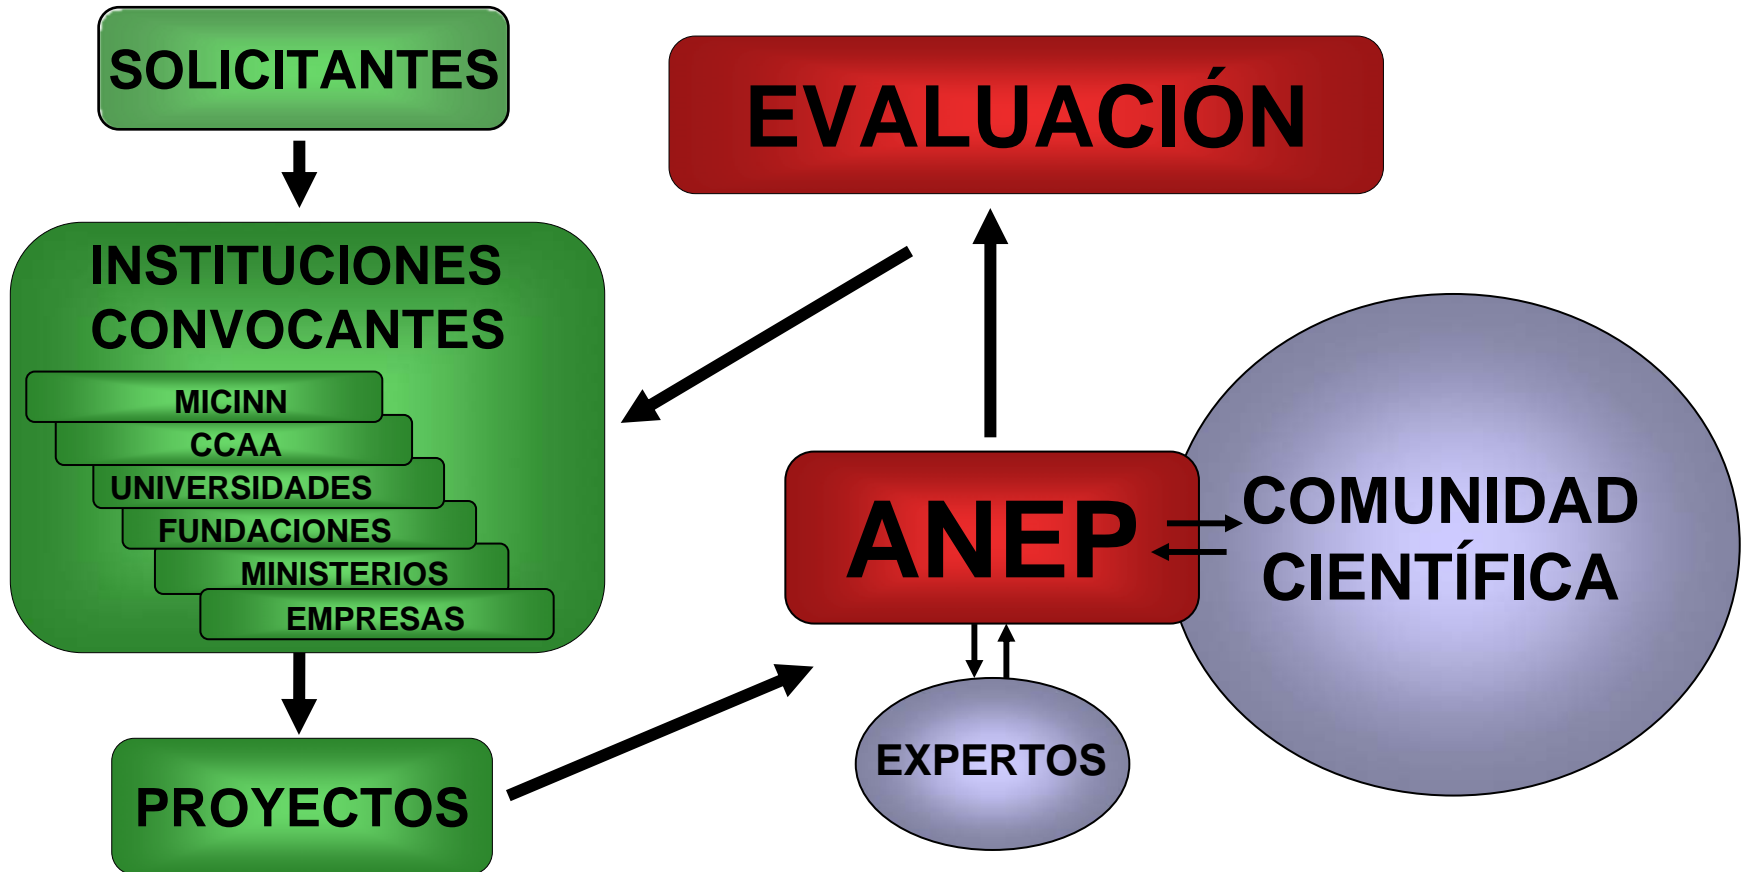 SOLICITANTES
EVALUACIÓN
INSTITUCIONES
CONVOCANTES
MICINN
CCAA
UNIVERSIDADES
FUNDACIONES
MINISTERIOS
EMPRESAS
PROYECTOS
ANEP
COMUNIDAD
CIENTÍFICA
EXPERTOS